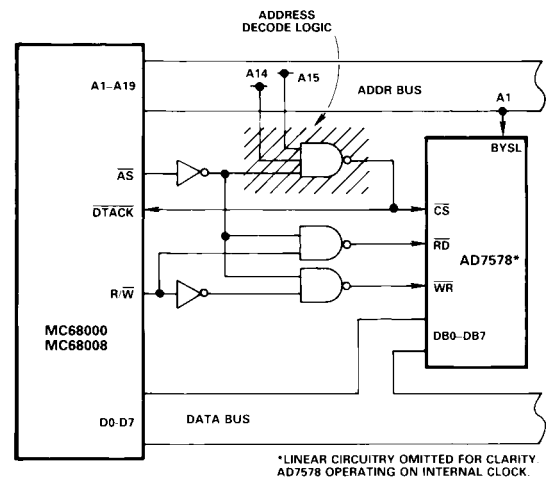 ADDRESS
DECODE LOGIC
A14
A15
A1–A19
ADDR BUS
A1
BYSL
AS
DTACK
CS
RD
AD7578*
R/W
WR
MC68000
MC68008
DB0–DB7
D0-D7
DATA BUS
*LINEAR CIRCUITRY OMITTED FOR CLARITY.
AD7578 OPERATING ON INTERNAL CLOCK.